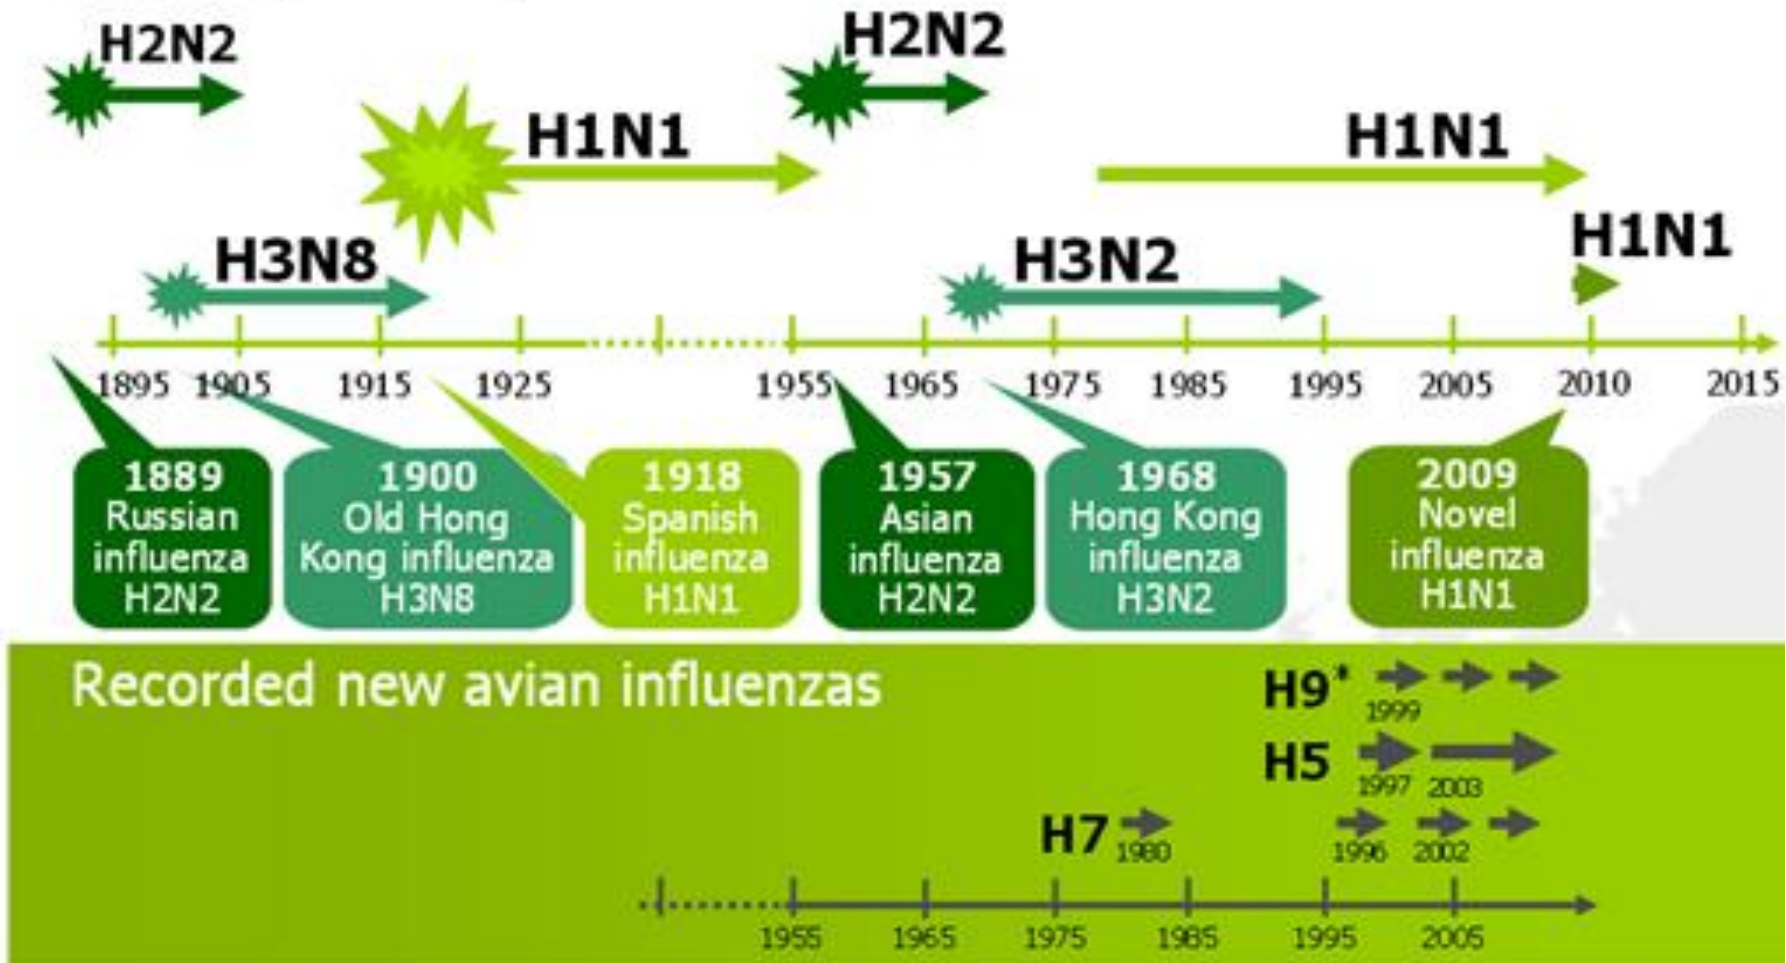 H2N2
H2N2
H1N1
H1N1
H1N1
H3N8
H3N2
1895 1905 1915 1925 1955 1965 1975 1985 1995 2005 2010 2015
1889
Russian
influenza
H2N2
1900
Old Hong
Kong influenza
H3N8
1918
Spanish
influenza
H1N1
1957
Asian
influenza
H2N2
1968
Hong Kong
influenza
H3N2
2009
Novel
influenza
H1N1
Recorded new avian influenzas
H9*
1999
H5
1997 2003
H7
1980 1996 2002
1955 1965 1975 1985 1995 2005